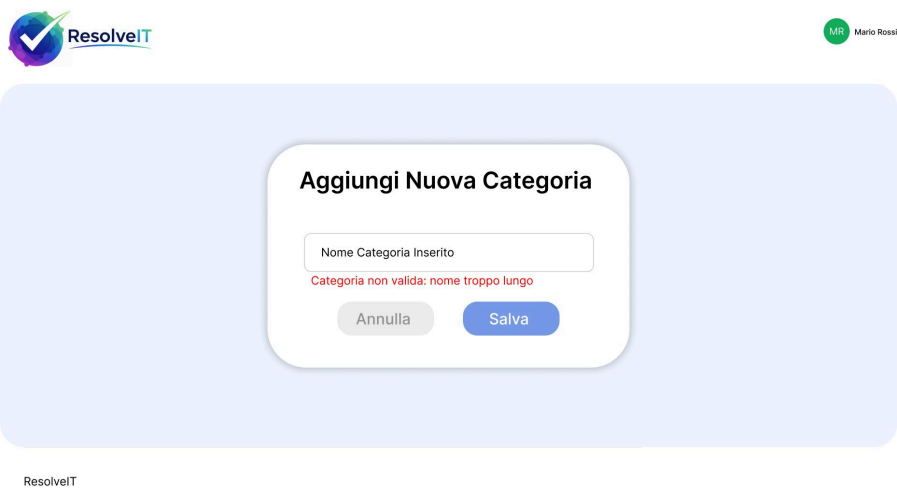 ResolveIT
MR Mario Rossi
Aggiungi Nuova Categoria
Nome Categoria Inserito
Categoria non valida: nome troppo lungo
Annulla
Salva
ResolveIT